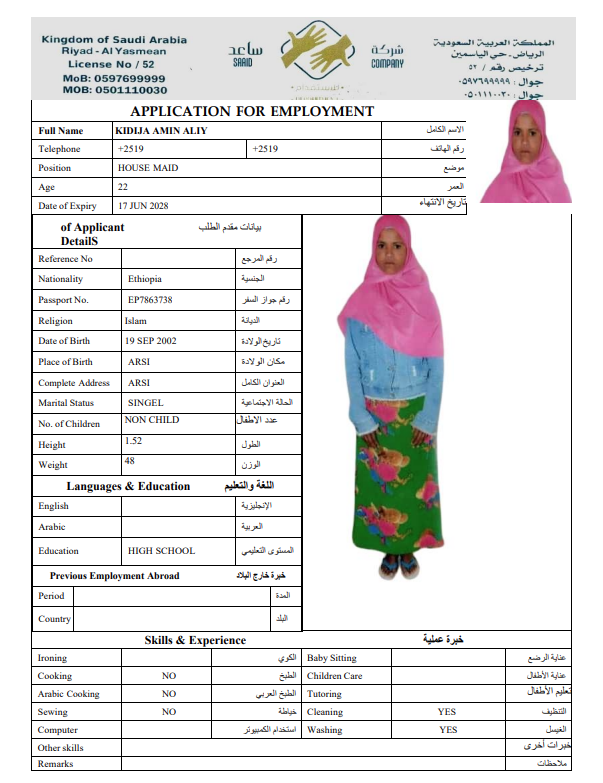 Kingdom of Saudi Arabia
Riyad - Al Yasmean
License No / 52
MoB: 0597699999
MOB: 0501110030
ساعد
SAAID
شركة
COMPANY
المملكة العربية السعودية
الرياض - حي الياسمين
ترخيص رقم / ٥٢
جوال : ٠٥٩٧٦٩٩٩٩٩
جوال : ٠٥٠١١١٠٠٣٠
APPLICATION FOR EMPLOYMENT
Full Name KIDIJA AMIN ALIY الاسم الكامل
Telephone +2519 +2519 رقم الهاتف
Position HOUSE MAID موضع
Age 22 العمر
Date of Expiry 17 JUN 2028 تاريخ الانتهاء
of Applicant بيانات مقدم الطلب
DetailS
Reference No رقم المرجع
Nationality Ethiopia الجنسية
Passport No. EP7863738 رقم جواز السفر
Religion Islam الديانة
Date of Birth 19 SEP 2002 تاريخ الولادة
Place of Birth ARSI مكان الولادة
Complete Address ARSI العنوان الكامل
Marital Status SINGEL الحالة الاجتماعية
No. of Children NON CHILD عدد الاطفال
Height 1.52 الطول
Weight 48 الوزن
Languages & Education اللغة والتعليم
English الإنجليزية
Arabic العربية
Education HIGH SCHOOL المستوى التعليمي
Previous Employment Abroad خبرة خارج البلاد
Period المدة
Country البلد
Skills & Experience خبرة عملية
Ironing الكوي Baby Sitting عناية الرضع
Cooking NO الطبخ Children Care عناية الأطفال
Arabic Cooking NO الطبخ العربي Tutoring تعليم الأطفال
Sewing NO خياطة Cleaning YES التنظيف
Computer استخدام الكمبيوتر Washing YES الغيسل
Other skills خبرات أخرى
Remarks ملاحظات